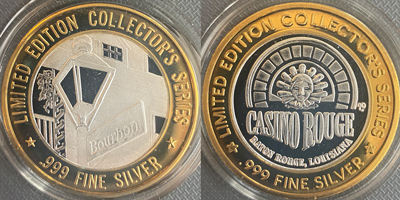 LIMITED EDITION COLLECTOR'S SERIES
Bourbon
.999 FINE SILVER
LIMITED EDITION COLLECTOR'S SERIES
CASINO ROUGE
BATON ROUGE, LOUISIANA
.999 FINE SILVER